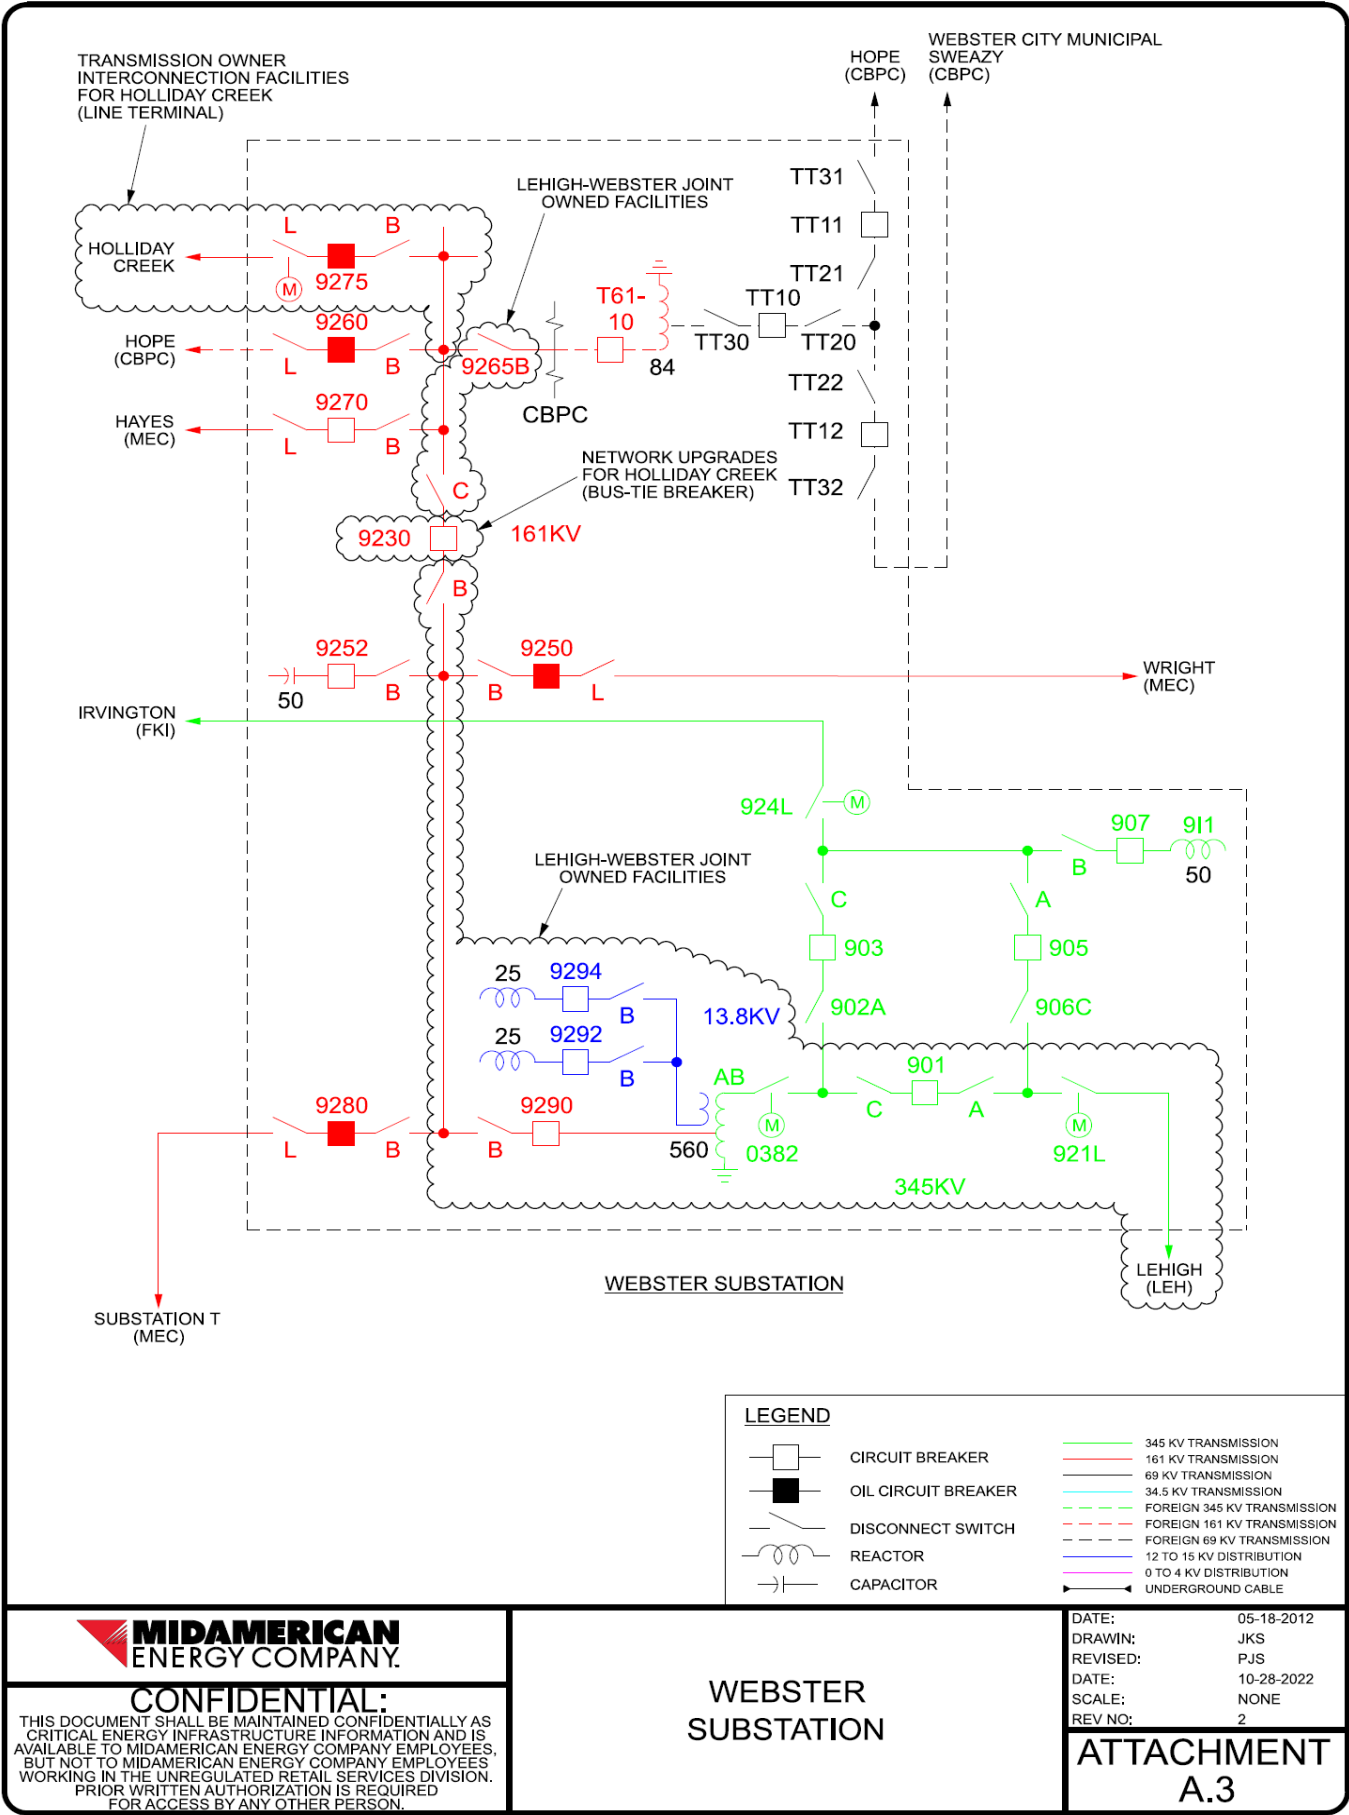 TRANSMISSION OWNER
INTERCONNECTION FACILITIES
FOR HOLLIDAY CREEK
(LINE TERMINAL)
HOPE
(CBPC)
WEBSTER CITY MUNICIPAL
SWEAZY
(CBPC)
LEHIGH-WEBSTER JOINT
OWNED FACILITIES
TT31
TT11
TT21
HOLLIDAY
CREEK
L
B
M
9275
T61-
10
TT10
TT30
TT20
84
9260
HOPE
(CBPC)
L
B
9265B
CBPC
TT22
TT12
TT32
9270
HAYES
(MEC)
L
B
NETWORK UPGRADES
FOR HOLLIDAY CREEK
(BUS-TIE BREAKER)
C
9230
161KV
B
9252
9250
50
B
B
L
WRIGHT
(MEC)
IRVINGTON
(FKI)
924L
M
907
9I1
B
50
LEHIGH-WEBSTER JOINT
OWNED FACILITIES
C
A
903
905
902A
906C
25
9294
B
13.8KV
25
9292
B
AB
901
C
A
M
0382
M
921L
9280
L
B
9290
B
560
345KV
LEHIGH
(LEH)
WEBSTER SUBSTATION
SUBSTATION T
(MEC)
LEGEND
CIRCUIT BREAKER
OIL CIRCUIT BREAKER
DISCONNECT SWITCH
REACTOR
CAPACITOR
345 KV TRANSMISSION
161 KV TRANSMISSION
69 KV TRANSMISSION
34.5 KV TRANSMISSION
FOREIGN 345 KV TRANSMISSION
FOREIGN 161 KV TRANSMISSION
FOREIGN 69 KV TRANSMISSION
12 TO 15 KV DISTRIBUTION
0 TO 4 KV DISTRIBUTION
UNDERGROUND CABLE
MIDAMERICAN
ENERGY COMPANY.
CONFIDENTIAL:
THIS DOCUMENT SHALL BE MAINTAINED CONFIDENTIALLY AS
CRITICAL ENERGY INFRASTRUCTURE INFORMATION AND IS
AVAILABLE TO MIDAMERICAN ENERGY COMPANY EMPLOYEES,
BUT NOT TO MIDAMERICAN ENERGY COMPANY EMPLOYEES
WORKING IN THE UNREGULATED RETAIL SERVICES DIVISION.
PRIOR WRITTEN AUTHORIZATION IS REQUIRED
FOR ACCESS BY ANY OTHER PERSON.
WEBSTER
SUBSTATION
DATE: 05-18-2012
DRAWIN: JKS
REVISED: PJS
DATE: 10-28-2022
SCALE: NONE
REV NO: 2
ATTACHMENT
A.3